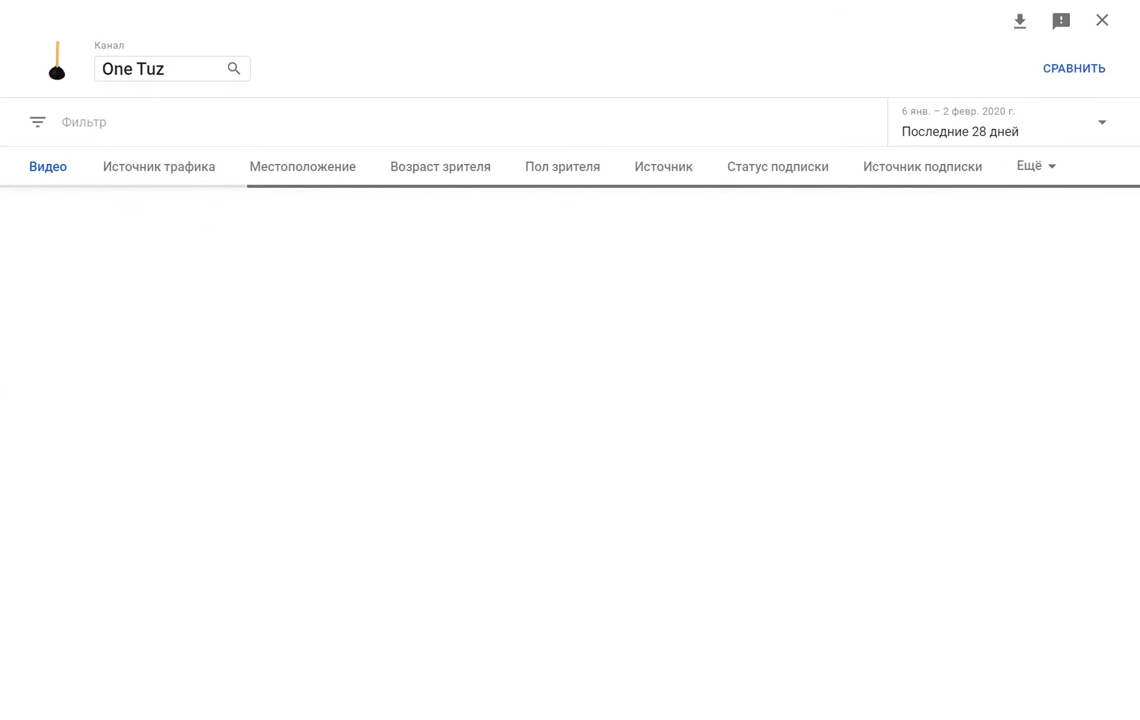 Канал
One Tuz
СРАВНИТЬ
Фильтр
6 янв. – 2 февр. 2020 г.
Последние 28 дней
Видео Источник трафика Местоположение Возраст зрителя Пол зрителя Источник Статус подписки Источник подписки Ещё